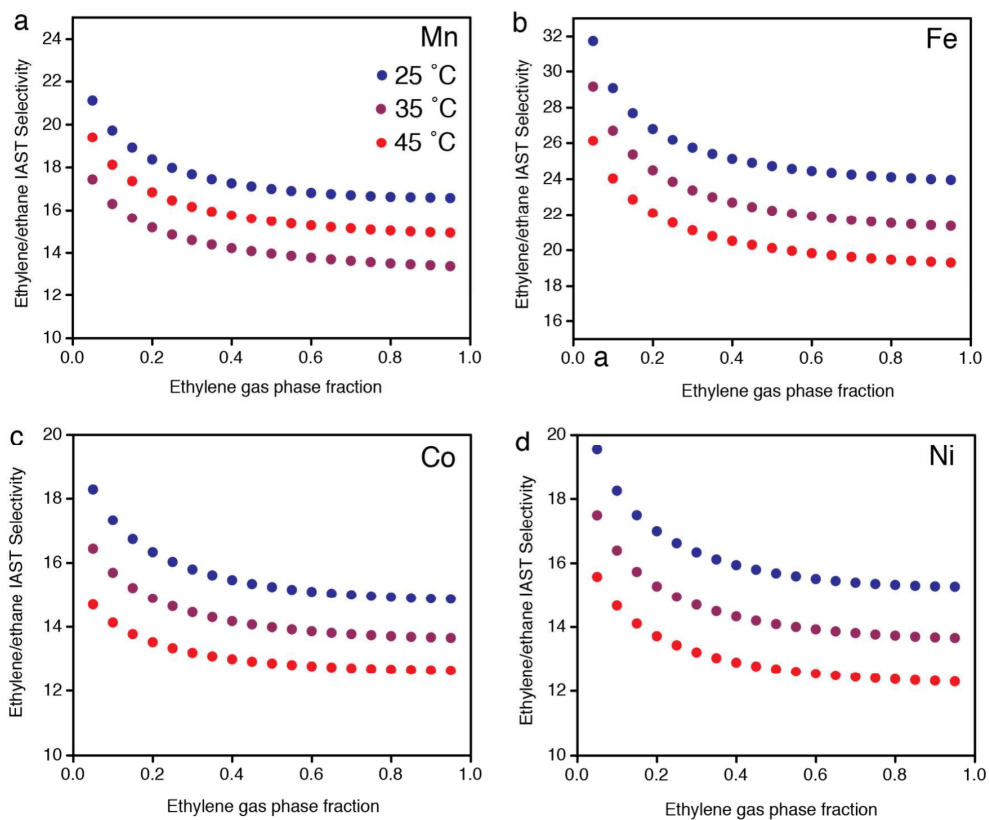 a
Mn
25 ˚C
35 ˚C
45 ˚C
24
22
20
18
16
14
12
10
0.0 0.2 0.4 0.6 0.8 1.0
Ethylene/ethane IAST Selectivity
Ethylene gas phase fraction
b
Fe
32
30
28
26
24
22
20
18
16
0.0 0.2 0.4 0.6 0.8 1.0
a
Ethylene/ethane IAST Selectivity
Ethylene gas phase fraction
c
Co
20
18
16
14
12
10
0.0 0.2 0.4 0.6 0.8 1.0
Ethylene/ethane IAST Selectivity
Ethylene gas phase fraction
d
Ni
20
18
16
14
12
10
0.0 0.2 0.4 0.6 0.8 1.0
Ethylene/ethane IAST Selectivity
Ethylene gas phase fraction